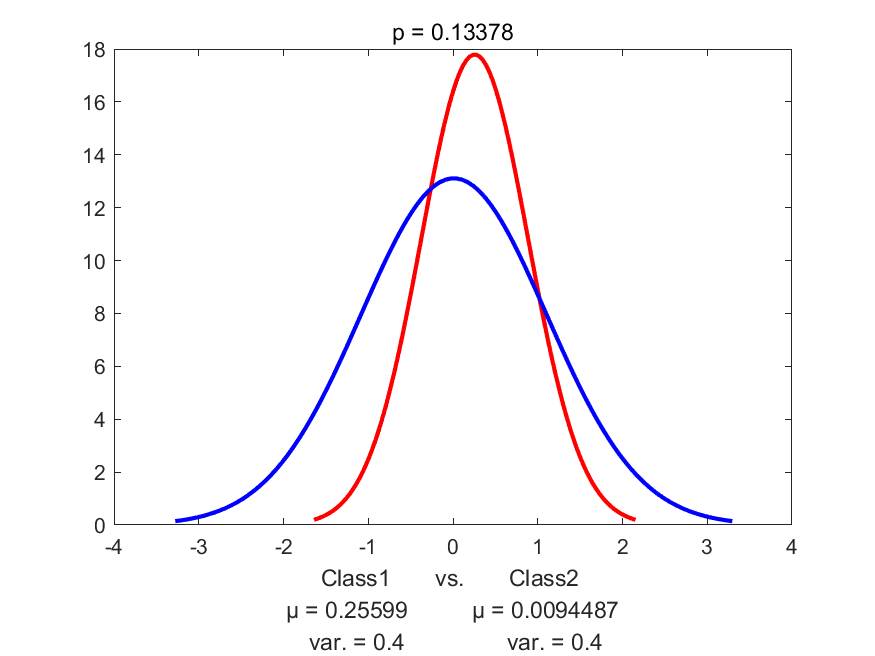 p = 0.13378
18
16
14
12
10
8
6
4
2
0
-4 -3 -2 -1 0 1 2 3 4
Class1 vs. Class2
μ = 0.25599 μ = 0.0094487
var. = 0.4 var. = 0.4